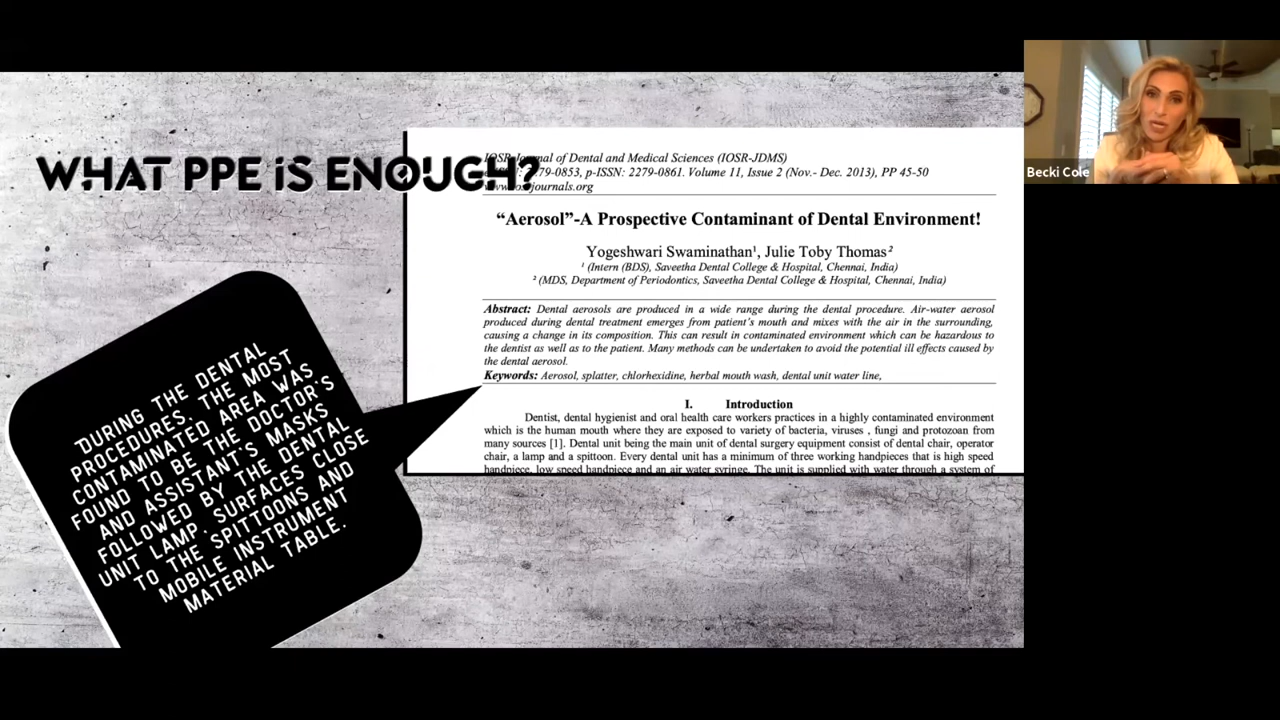 WHAT PPE iS ENOUGH?
IOSR Journal of Dental and Medical Sciences (IOSR-JDMS)
p-ISSN: 2279-0861. Volume 11, Issue 2 (Nov.- Dec. 2013), PP 45-50
“Aerosol”-A Prospective Contaminant of Dental Environment!
Yogeshwari Swaminathan¹, Julie Toby Thomas²
¹ (Intern (BDS), Saveetha Dental College & Hospital, Chennai, India)
² (MDS, Department of Periodontics, Saveetha Dental College & Hospital, Chennai, India)
Abstract: Dental aerosols are produced in a wide range during the dental procedure. Air-water aerosol
produced during dental treatment emerges from patient's mouth and mixes with the air in the surrounding,
causing a change in its composition. This can result in contaminated environment which can be hazardous to
the dentist as well as to the patient. Many methods can be undertaken to avoid the potential ill effects caused by
the dental aerosol.
Keywords: Aerosol, splatter, chlorhexidine, herbal mouth wash, dental unit water line,
I. Introduction
Dentist, dental hygienist and oral health care workers practices in a highly contaminated environment
which is the human mouth where they are exposed to variety of bacteria, viruses , fungi and protozoan from
many sources [1]. Dental unit being the main unit of dental surgery equipment consist of dental chair, operator
chair, a lamp and a spittoon. Every dental unit has a minimum of three working handpieces that is high speed
handpiece, low speed handpiece and an air water syringe. The unit is supplied with water through a system of
DURING THE DENTAL
PROCEDURES, THE MOST
CONTAMINATED AREA WAS
FOUND TO BE THE DOCTOR'S
AND ASSISTANT'S MASKS
FOLLOWED BY THE DENTAL
UNIT LAMP, SURFACES CLOSE
TO THE SPITTOONS AND
MOBILE INSTRUMENT
MATERIAL TABLE.
Becki Cole